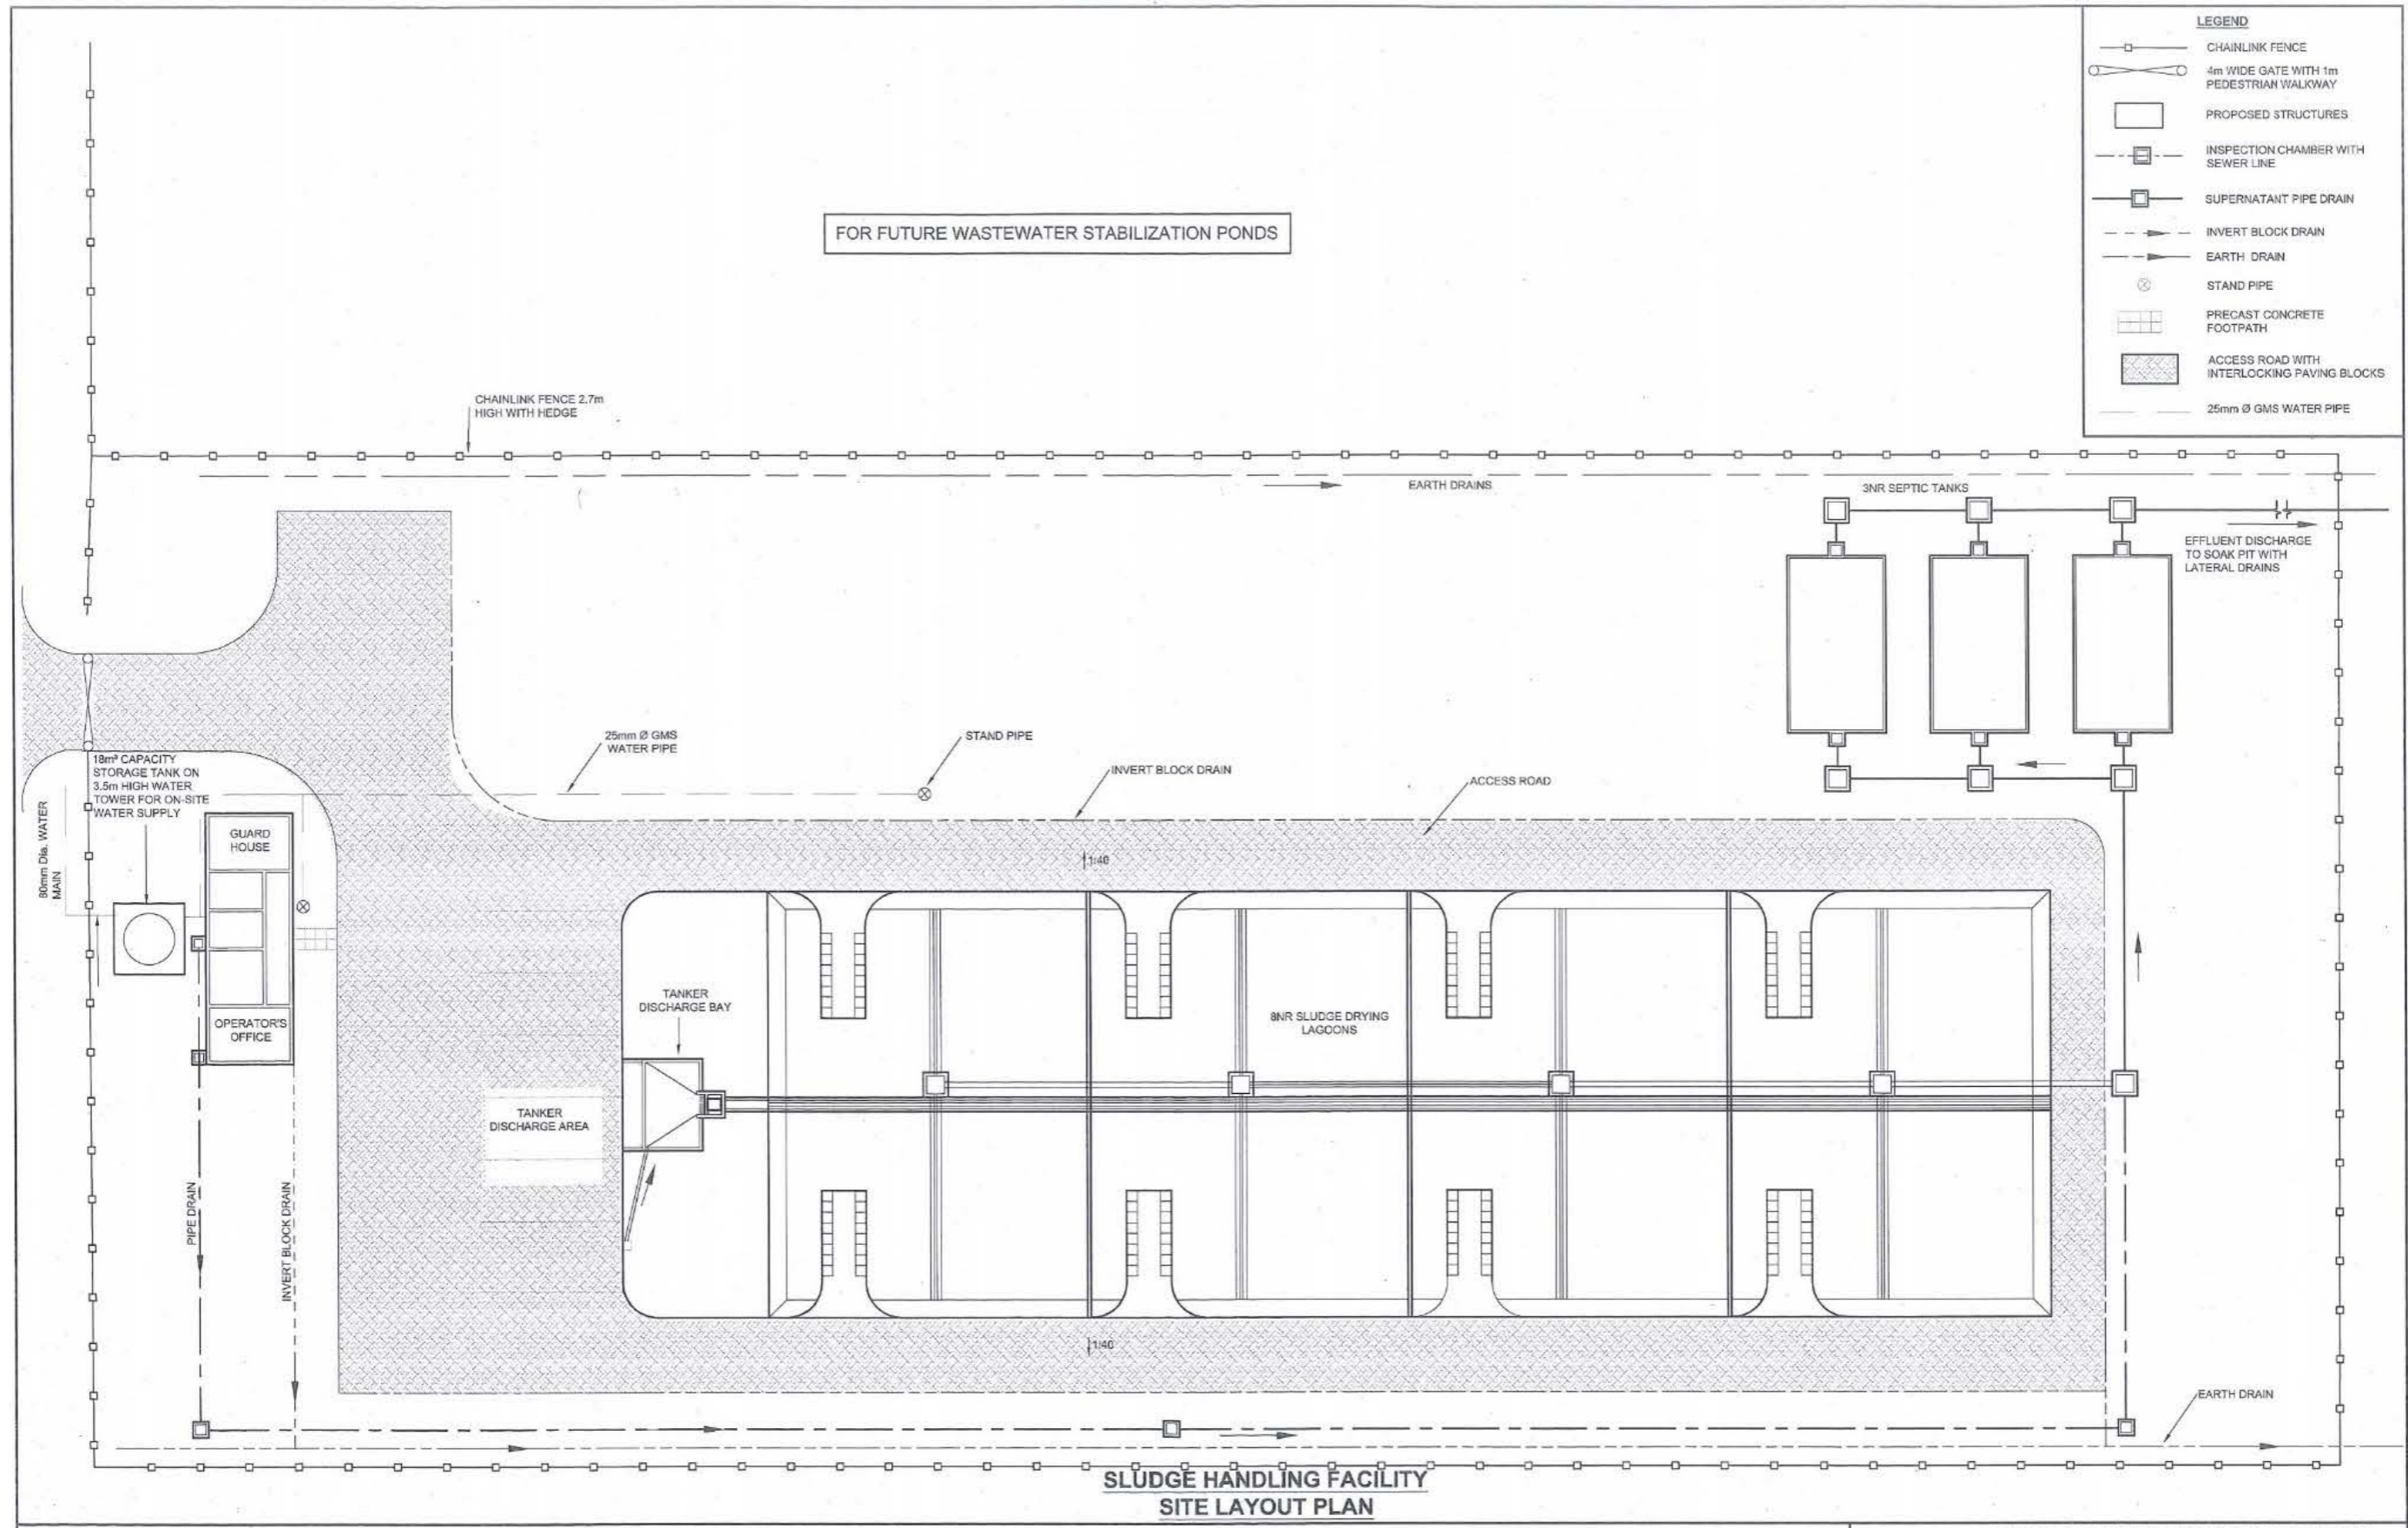 LEGEND
CHAINLINK FENCE
4m WIDE GATE WITH 1m
PEDESTRIAN WALKWAY
PROPOSED STRUCTURES
INSPECTION CHAMBER WITH
SEWER LINE
SUPERNATANT PIPE DRAIN
INVERT BLOCK DRAIN
EARTH DRAIN
STAND PIPE
PRECAST CONCRETE
FOOTPATH
ACCESS ROAD WITH
INTERLOCKING PAVING BLOCKS
25mm Ø GMS WATER PIPE
FOR FUTURE WASTEWATER STABILIZATION PONDS
CHAINLINK FENCE 2.7m
HIGH WITH HEDGE
EARTH DRAINS
3NR SEPTIC TANKS
EFFLUENT DISCHARGE
TO SOAK PIT WITH
LATERAL DRAINS
25mm Ø GMS
WATER PIPE
STAND PIPE
INVERT BLOCK DRAIN
ACCESS ROAD
18m³ CAPACITY
STORAGE TANK ON
3.5m HIGH WATER
TOWER FOR ON-SITE
WATER SUPPLY
80mm Dia. WATER
MAIN
GUARD
HOUSE
1:40
OPERATOR'S
OFFICE
TANKER
DISCHARGE BAY
8NR SLUDGE DRYING
LAGOONS
TANKER
DISCHARGE AREA
PIPE DRAIN
INVERT BLOCK DRAIN
1:40
EARTH DRAIN
SLUDGE HANDLING FACILITY
SITE LAYOUT PLAN